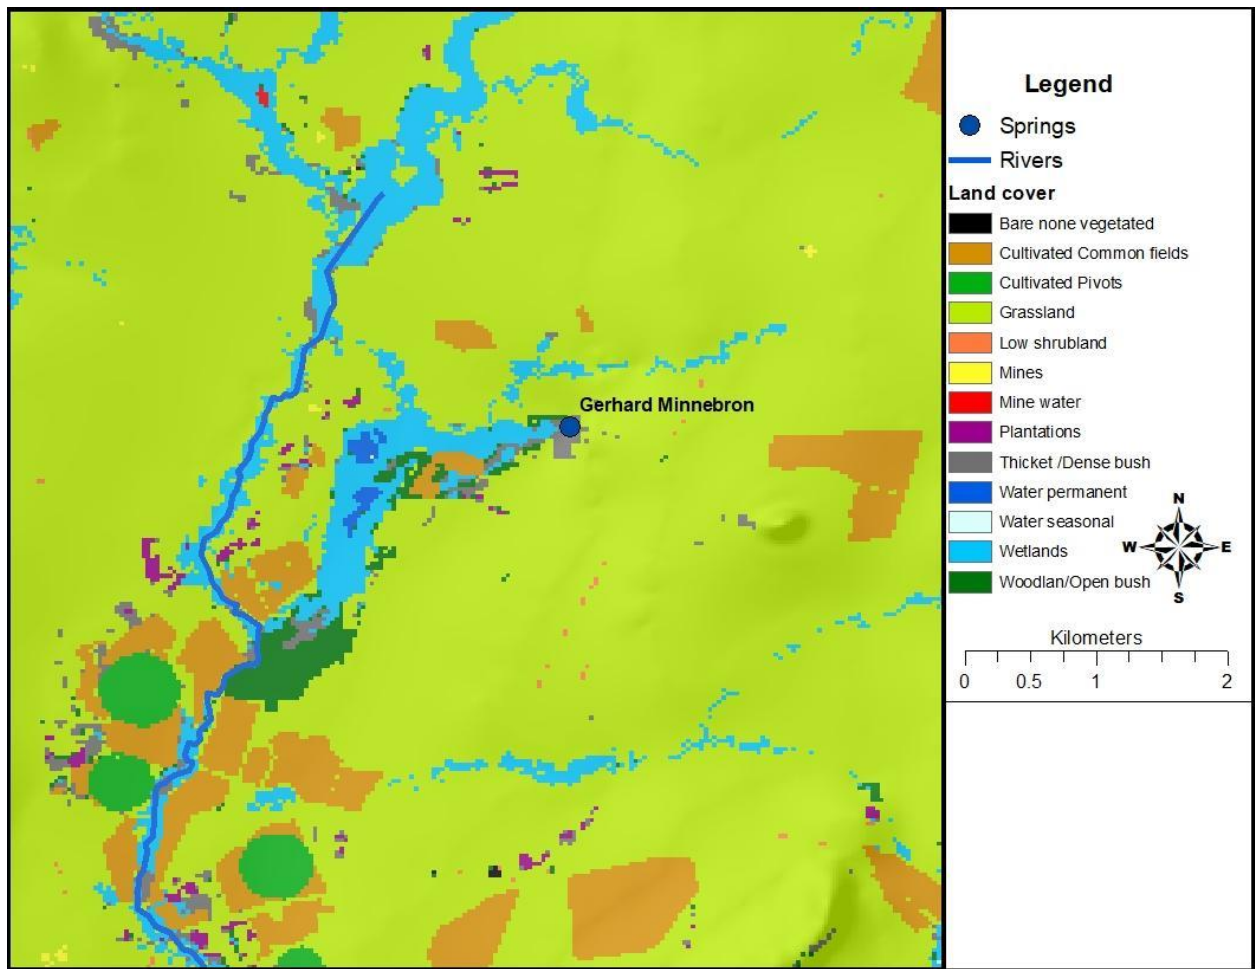 Gerhard Minnebron
Legend
Springs
Rivers
Land cover
Bare none vegetated
Cultivated Common fields
Cultivated Pivots
Grassland
Low shrubland
Mines
Mine water
Plantations
Thicket /Dense bush
Water permanent
Water seasonal
Wetlands
Woodlan/Open bush
N
W E
S
Kilometers
0 0.5 1 2